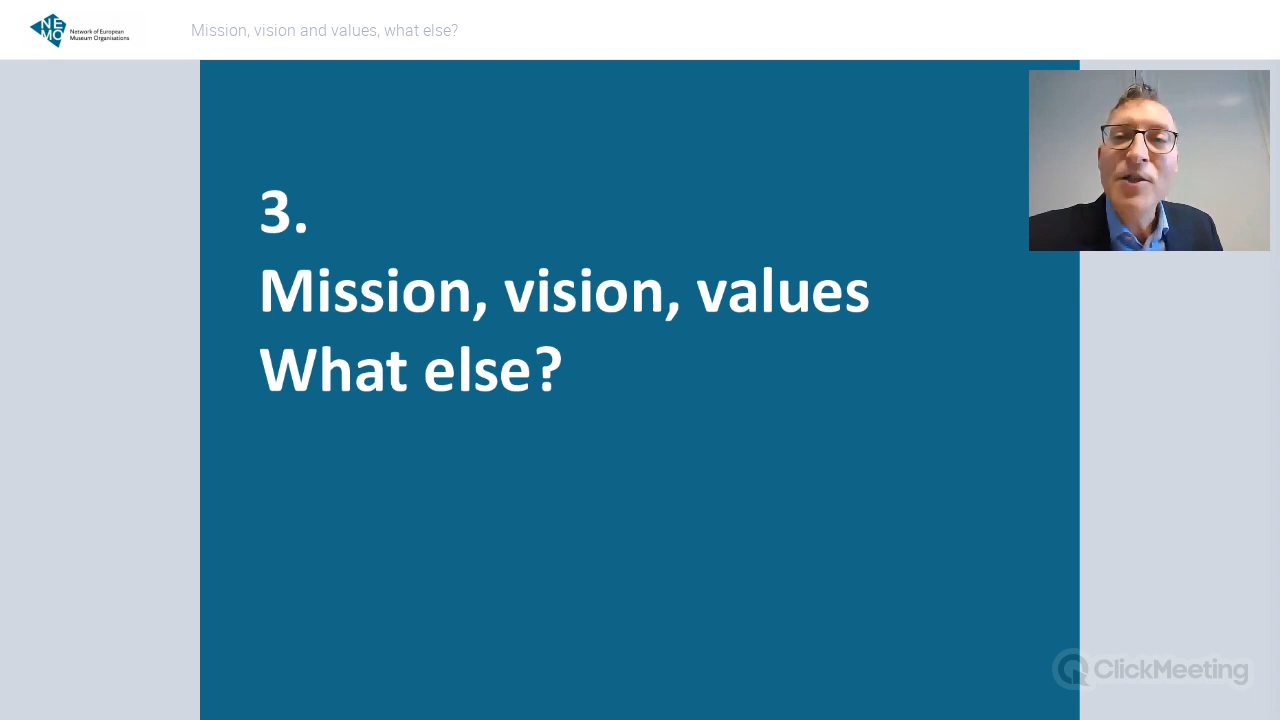 NE
MO
Network of European
Museum Organisations
Mission, vision and values, what else?
3.
Mission, vision, values
What else?
ClickMeeting